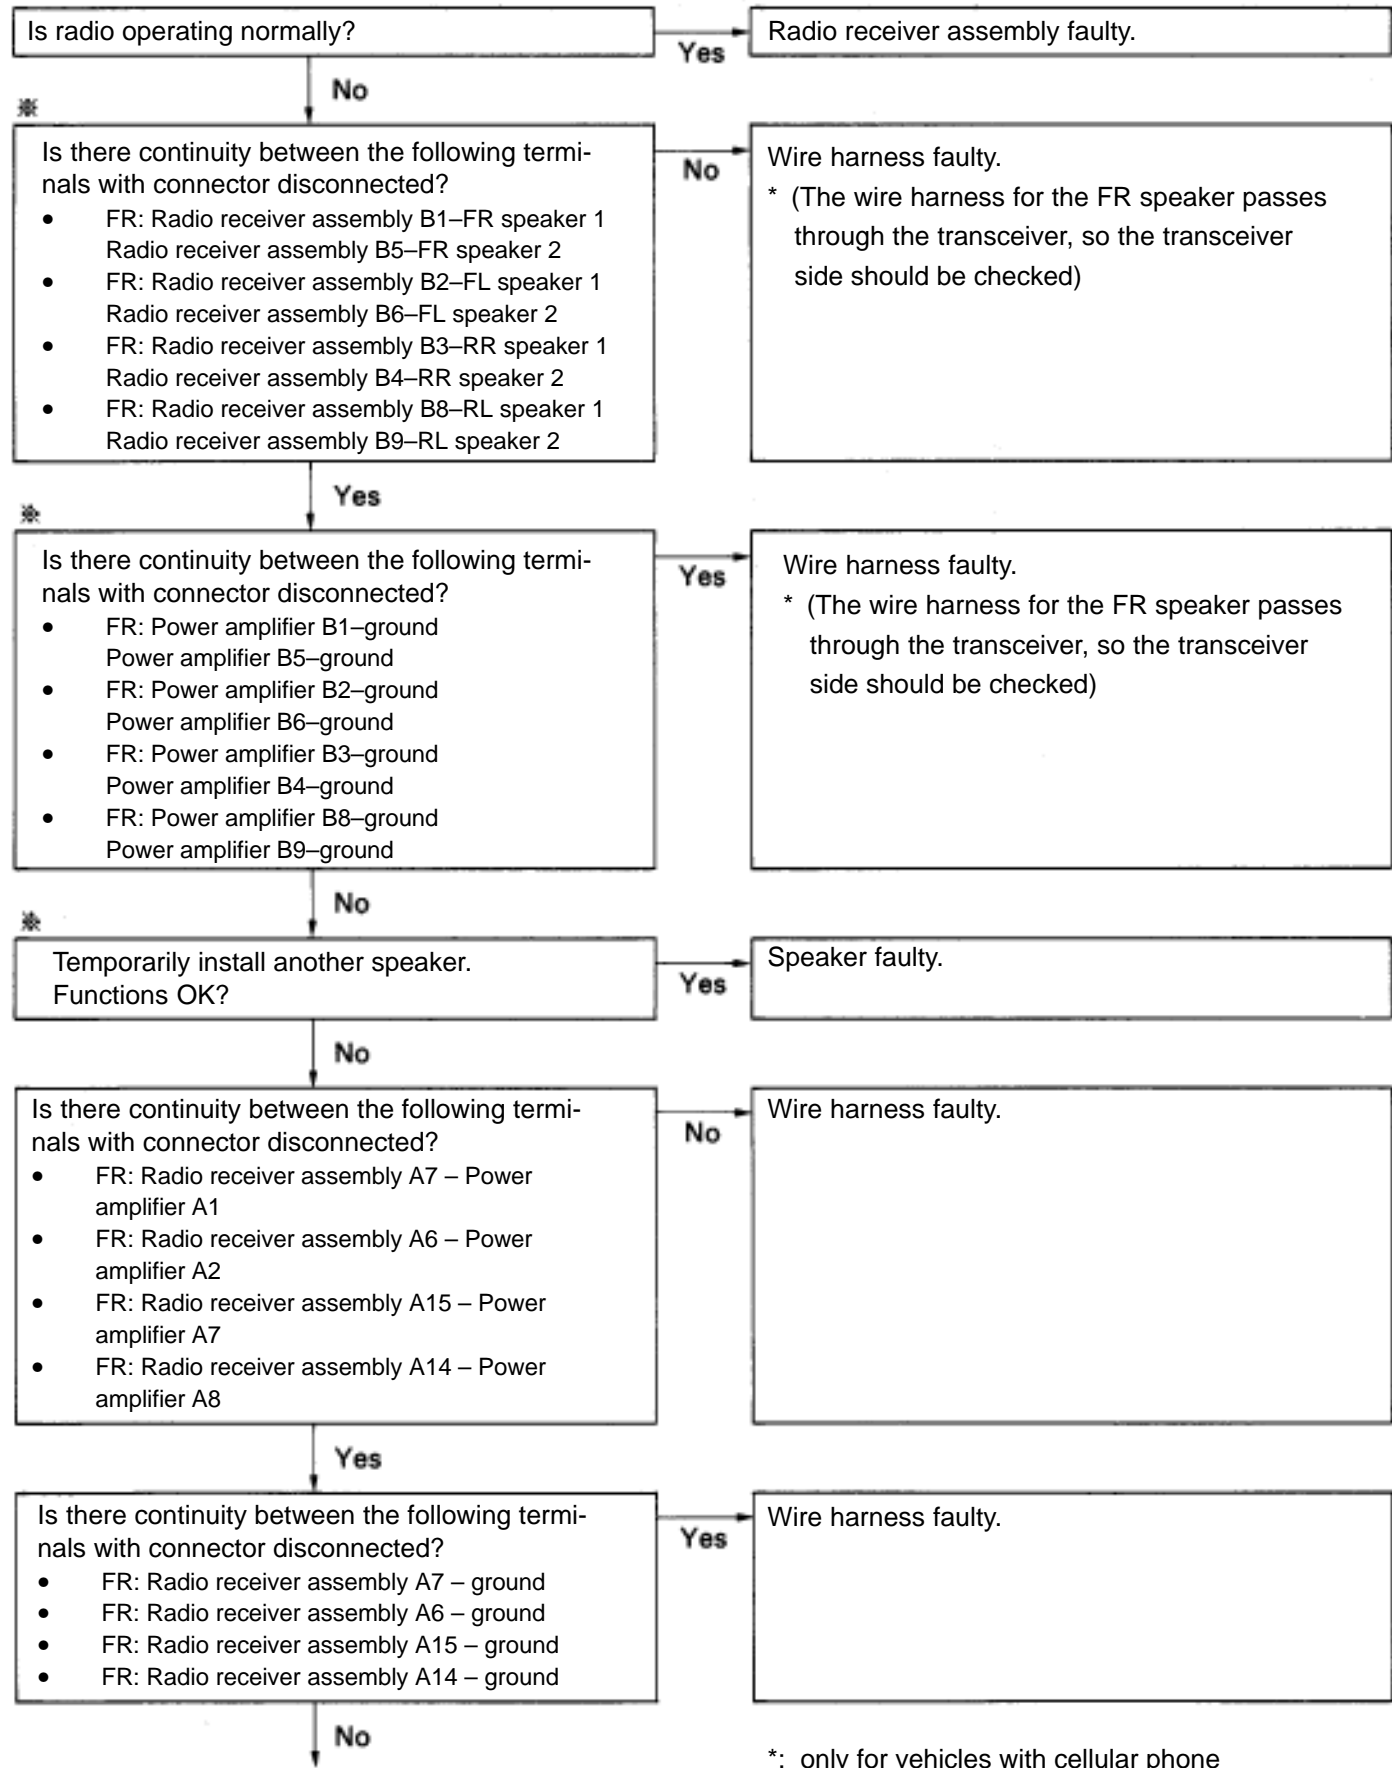 Is radio operating normally?
Yes
Radio receiver assembly faulty.
No
※
Is there continuity between the following termi-
nals with connector disconnected?
• FR: Radio receiver assembly B1–FR speaker 1
Radio receiver assembly B5–FR speaker 2
• FR: Radio receiver assembly B2–FL speaker 1
Radio receiver assembly B6–FL speaker 2
• FR: Radio receiver assembly B3–RR speaker 1
Radio receiver assembly B4–RR speaker 2
• FR: Radio receiver assembly B8–RL speaker 1
Radio receiver assembly B9–RL speaker 2
No
Wire harness faulty.
* (The wire harness for the FR speaker passes
through the transceiver, so the transceiver
side should be checked)
Yes
※
Is there continuity between the following termi-
nals with connector disconnected?
• FR: Power amplifier B1–ground
Power amplifier B5–ground
• FR: Power amplifier B2–ground
Power amplifier B6–ground
• FR: Power amplifier B3–ground
Power amplifier B4–ground
• FR: Power amplifier B8–ground
Power amplifier B9–ground
Yes
Wire harness faulty.
* (The wire harness for the FR speaker passes
through the transceiver, so the transceiver
side should be checked)
No
※
Temporarily install another speaker.
Functions OK?
Yes
Speaker faulty.
No
Is there continuity between the following termi-
nals with connector disconnected?
• FR: Radio receiver assembly A7 – Power
amplifier A1
• FR: Radio receiver assembly A6 – Power
amplifier A2
• FR: Radio receiver assembly A15 – Power
amplifier A7
• FR: Radio receiver assembly A14 – Power
amplifier A8
No
Wire harness faulty.
Yes
Is there continuity between the following termi-
nals with connector disconnected?
• FR: Radio receiver assembly A7 – ground
• FR: Radio receiver assembly A6 – ground
• FR: Radio receiver assembly A15 – ground
• FR: Radio receiver assembly A14 – ground
Yes
Wire harness faulty.
No
*: only for vehicles with cellular phone